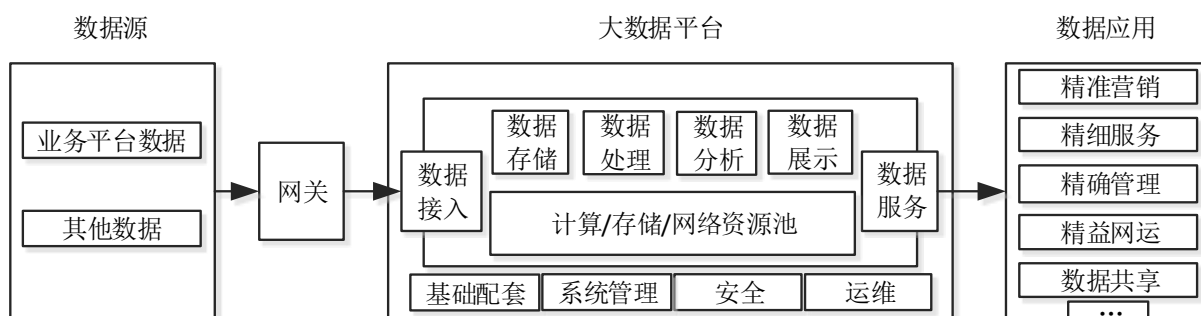 数据源
大数据平台
数据应用
业务平台数据
其他数据
网关
数据
接入
数据
存储
数据
处理
数据
分析
数据
展示
计算/存储/网络资源池
数据
服务
基础配套
系统管理
安全
运维
精准营销
精细服务
精确管理
精益网运
数据共享
...